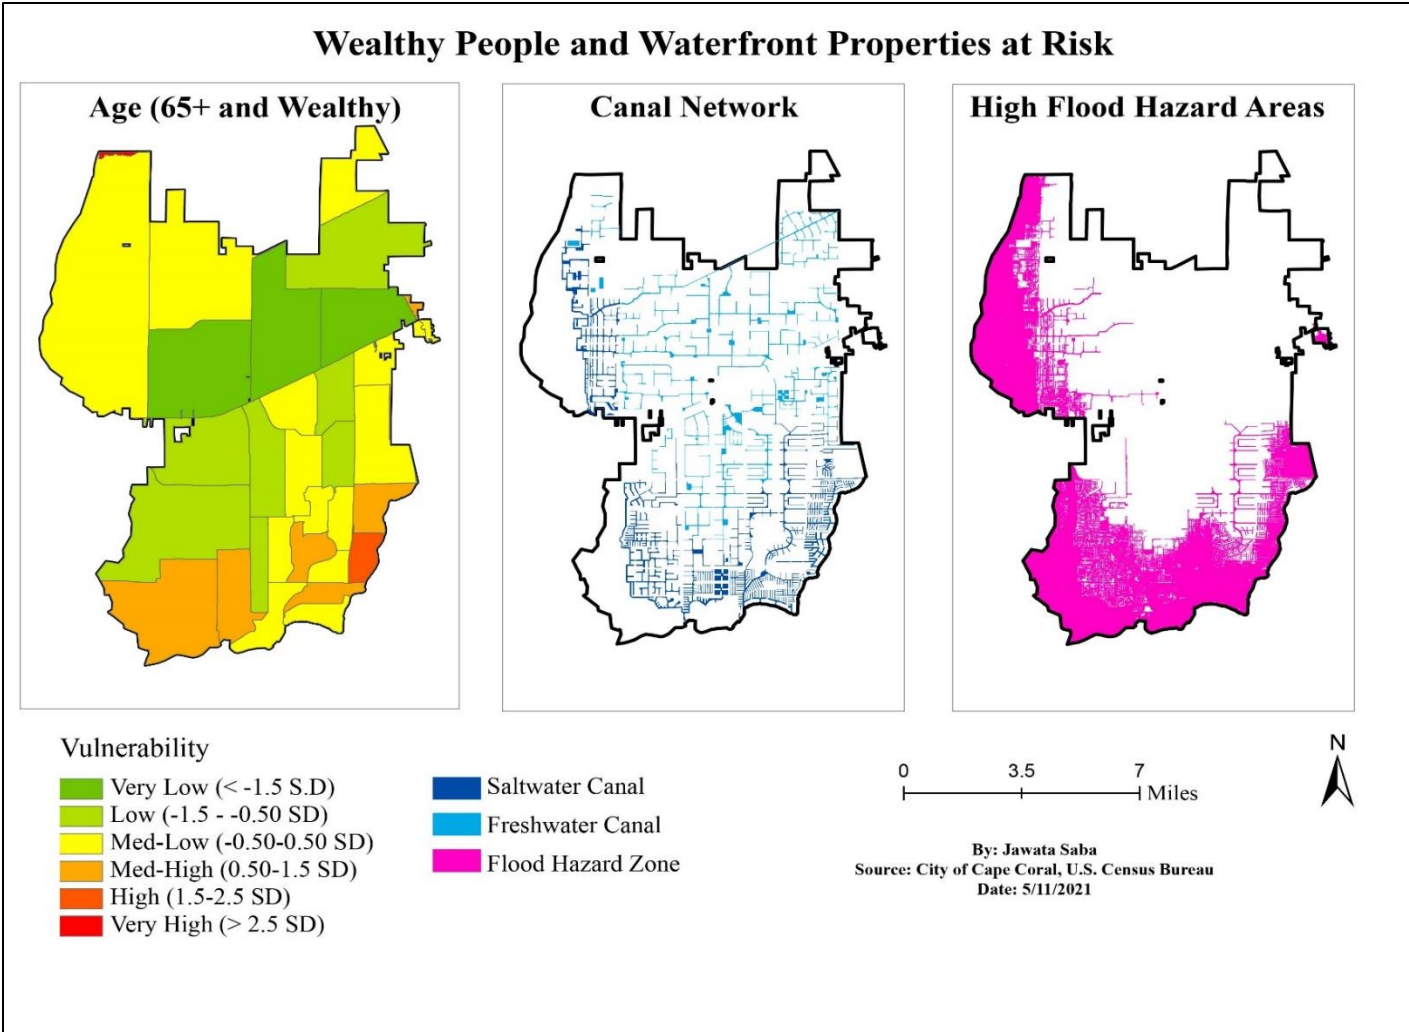 Wealthy People and Waterfront Properties at Risk
Age (65+ and Wealthy)
Canal Network
High Flood Hazard Areas
Vulnerability
Very Low (< -1.5 S.D)
Low (-1.5 - -0.50 SD)
Med-Low (-0.50-0.50 SD)
Med-High (0.50-1.5 SD)
High (1.5-2.5 SD)
Very High (> 2.5 SD)
Saltwater Canal
Freshwater Canal
Flood Hazard Zone
0 3.5 7
Miles
N
By: Jawata Saba
Source: City of Cape Coral, U.S. Census Bureau
Date: 5/11/2021